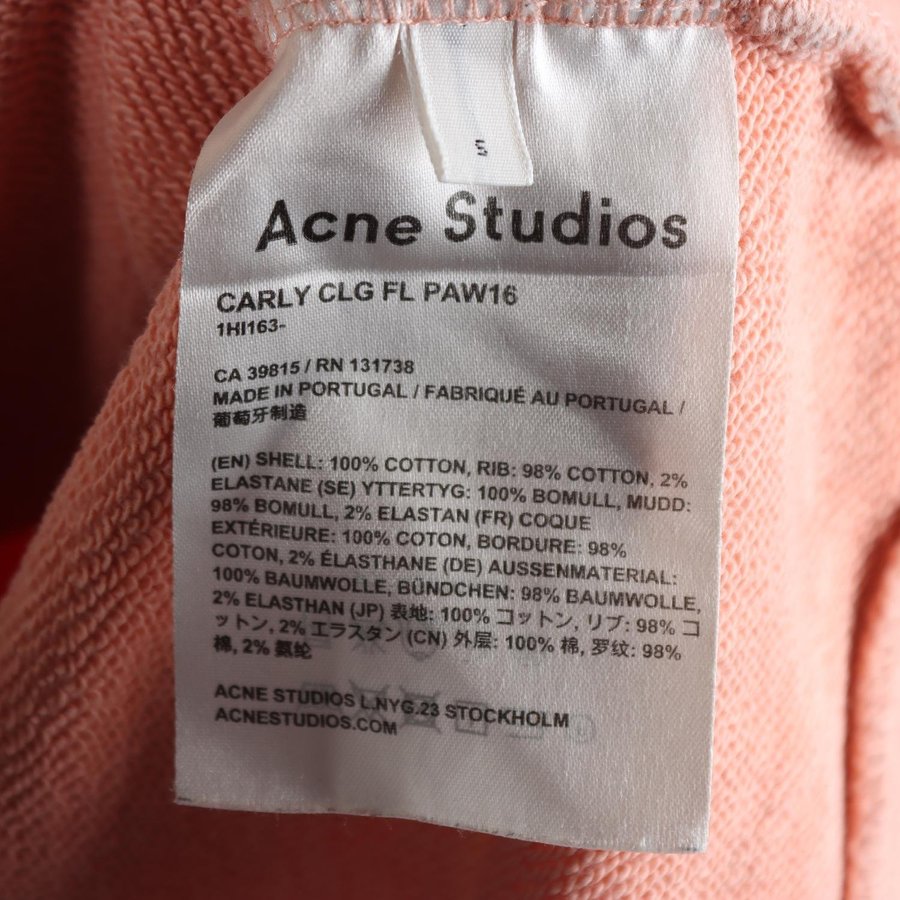 S
Acne Studios
CARLY CLG FL PAW16
1HI163-
CA 39815 / RN 131738
MADE IN PORTUGAL / FABRIQUÉ AU PORTUGAL /
葡萄牙制造
(EN) SHELL: 100% COTTON, RIB: 98% COTTON, 2%
ELASTANE (SE) YTTERTYG: 100% BOMULL, MUDD:
98% BOMULL, 2% ELASTAN (FR) COQUE
EXTÉRIEURE: 100% COTON, BORDURE: 98%
COTON, 2% ÉLASTHANE (DE) AUSSENMATERIAL:
100% BAUMWOLLE, BÜNDCHEN: 98% BAUMWOLLE,
2% ELASTHAN (JP) 表地: 100% コットン, リブ: 98% コ
ットン, 2% エラスタン (CN) 外层: 100% 棉, 罗纹: 98%
棉, 2% 氨纶
ACNE STUDIOS L.NYG.23 STOCKHOLM
ACNESTUDIOS.COM